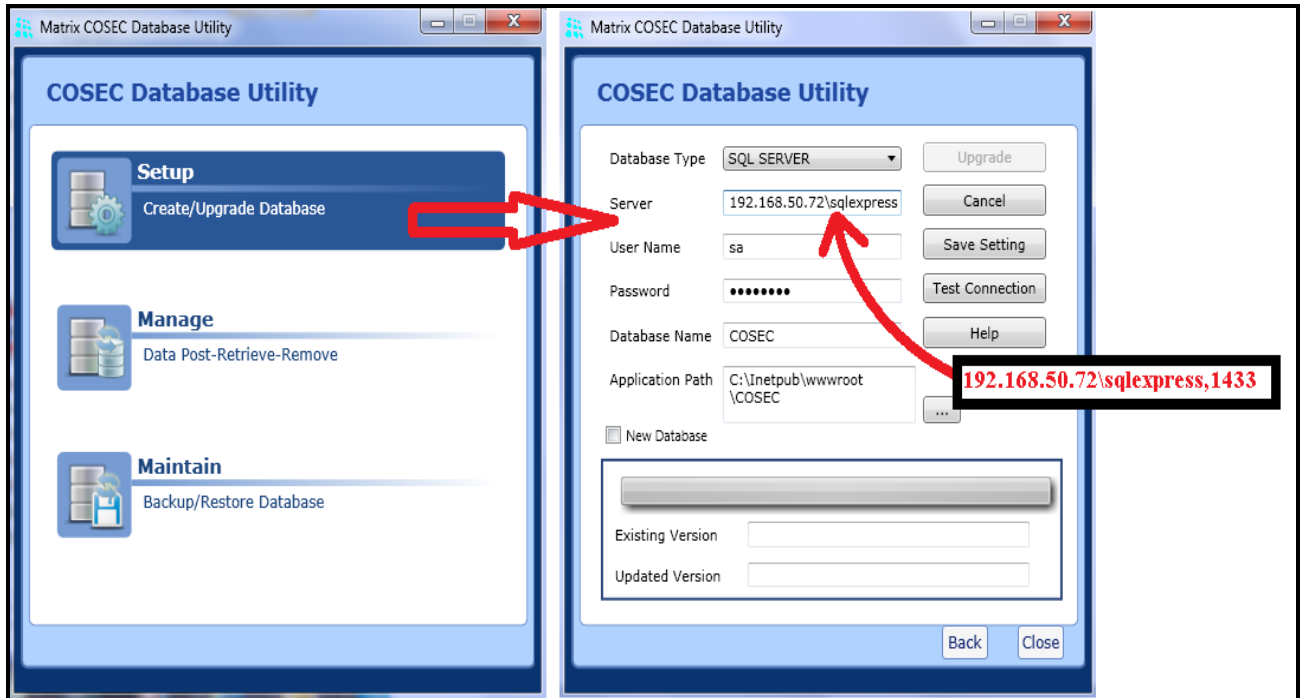 Matrix COSEC Database Utility
COSEC Database Utility
Setup
Create/Upgrade Database
Manage
Data Post-Retrieve-Remove
Maintain
Backup/Restore Database
Matrix COSEC Database Utility
COSEC Database Utility
Database Type SQL SERVER Upgrade
Server 192.168.50.72\sqlexpress Cancel
User Name sa Save Setting
Password •••••••• Test Connection
Database Name COSEC Help
Application Path C:\Inetpub\wwwroot
\COSEC
192.168.50.72\sqlexpress,1433
...
New Database
Existing Version
Updated Version
Back Close